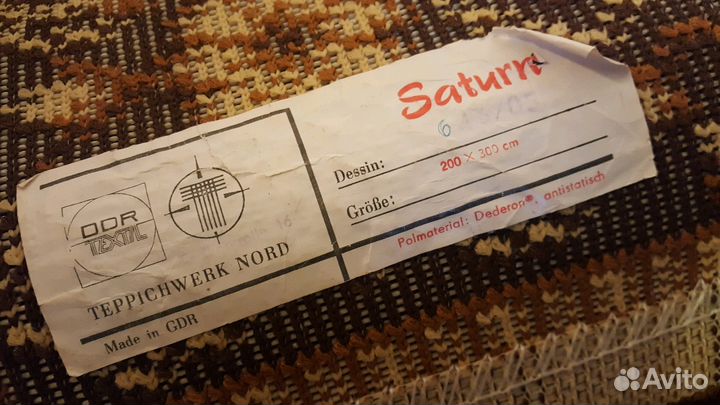 DDR
TEXTIL
TEPPICHWERK NORD
Made in GDR
Saturn
Dessin:
200 × 300 cm
Größe:
Polmaterial: Dederon®, antistatisch
Avito